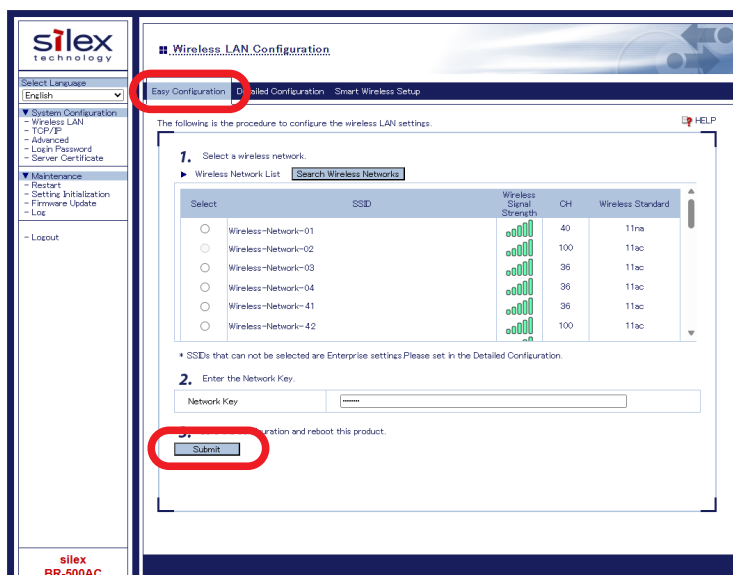 silex
technology
Select Language
English
▼ System Configuration
- Wireless LAN
- TCP/IP
- Advanced
- Login Password
- Server Certificate
▼ Maintenance
- Restart
- Setting Initialization
- Firmware Update
- Log
- Logout
silex
BR-500AC
Wireless LAN Configuration
Easy Configuration Detailed Configuration Smart Wireless Setup
The following is the procedure to configure the wireless LAN settings.
HELP
1. Select a wireless network.
▶ Wireless Network List Search Wireless Networks
Select SSID Wireless Signal Strength CH Wireless Standard
Wireless-Network-01 40 11na
Wireless-Network-02 100 11ac
Wireless-Network-03 36 11ac
Wireless-Network-04 36 11ac
Wireless-Network-41 36 11ac
Wireless-Network-42 100 11ac
* SSIDs that can not be selected are Enterprise settings.Please set in the Detailed Configuration.
2. Enter the Network Key.
Network Key ••••••••
3. and reboot this product.
Submit